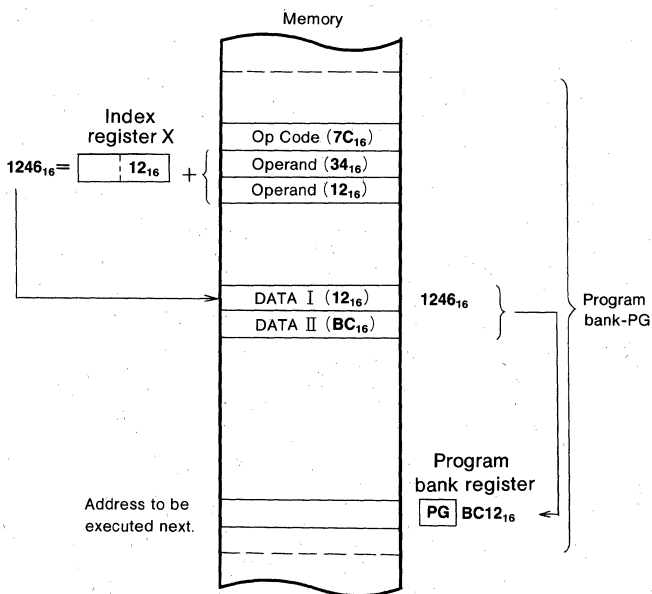 Memory
Index
register X
Op Code (7C₁₆)
1246₁₆= 12₁₆ +
Operand (34₁₆)
Operand (12₁₆)
DATA I (12₁₆) 1246₁₆
DATA II (BC₁₆)
Program
bank-PG
Program
bank register
Address to be
executed next.
PG BC12₁₆